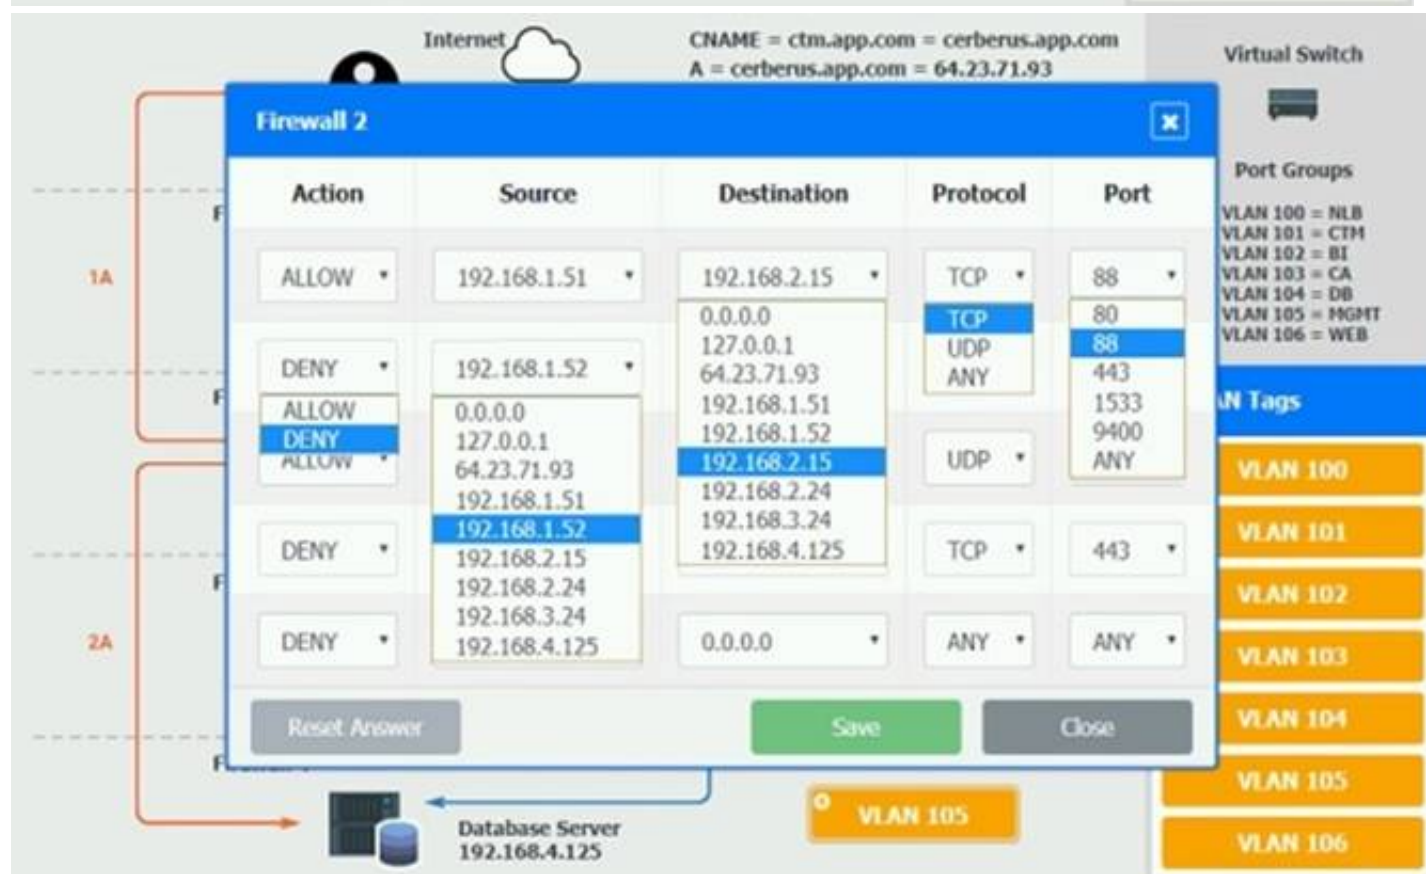 Internet
CNAME = ctm.app.com = cerberus.app.com
A = cerberus.app.com = 64.23.71.93
Virtual Switch
Port Groups
VLAN 100 = NLB
VLAN 101 = CTM
VLAN 102 = BI
VLAN 103 = CA
VLAN 104 = DB
VLAN 105 = MGMT
VLAN 106 = WEB
1A
2A
Firewall 2
Action Source Destination Protocol Port
ALLOW 192.168.1.51 192.168.2.15 TCP 88
0.0.0.0
127.0.0.1
64.23.71.93
192.168.1.51
192.168.1.52
192.168.2.15
192.168.2.24
192.168.3.24
192.168.4.125
TCP
UDP
ANY
80
88
443
1533
9400
ANY
DENY 192.168.1.52
ALLOW
DENY
0.0.0.0
127.0.0.1
64.23.71.93
192.168.1.51
192.168.1.52
192.168.2.15
192.168.2.24
192.168.3.24
192.168.4.125
ALLOW UDP
DENY TCP 443
DENY 0.0.0.0 ANY ANY
Reset Answer Save Close
Tags
VLAN 100
VLAN 101
VLAN 102
VLAN 103
VLAN 104
VLAN 105
VLAN 106
Database Server
192.168.4.125
VLAN 105